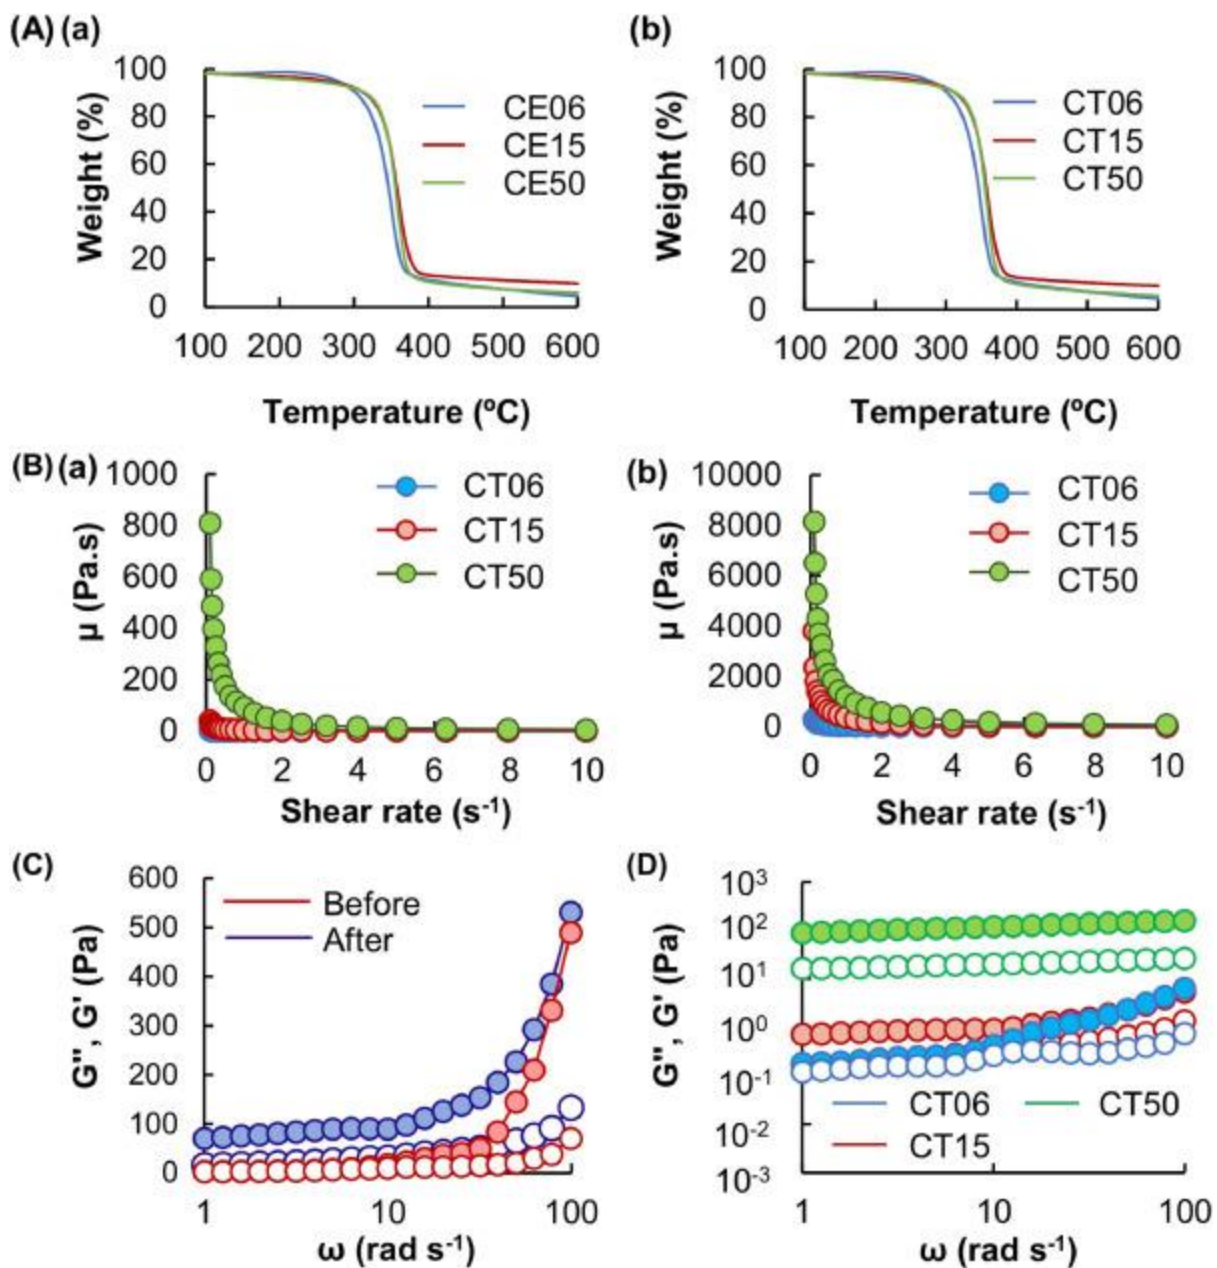 (A) (a)
100
80
60
40
20
0
Weight (%)
CE06
CE15
CE50
100 200 300 400 500 600
Temperature (ºC)
(b)
100
80
60
40
20
0
Weight (%)
CT06
CT15
CT50
100 200 300 400 500 600
Temperature (ºC)
(B) (a)
1000
800
600
400
200
0
μ (Pa.s)
CT06
CT15
CT50
0 2 4 6 8 10
Shear rate (s⁻¹)
(b)
10000
8000
6000
4000
2000
0
μ (Pa.s)
CT06
CT15
CT50
0 2 4 6 8 10
Shear rate (s⁻¹)
(C)
600
500
400
300
200
100
0
G'', G' (Pa)
Before
After
1 10 100
ω (rad s⁻¹)
(D)
10³
10²
10¹
10⁰
10⁻¹
10⁻²
10⁻³
G'', G' (Pa)
CT06 CT50
CT15
1 10 100
ω (rad s⁻¹)